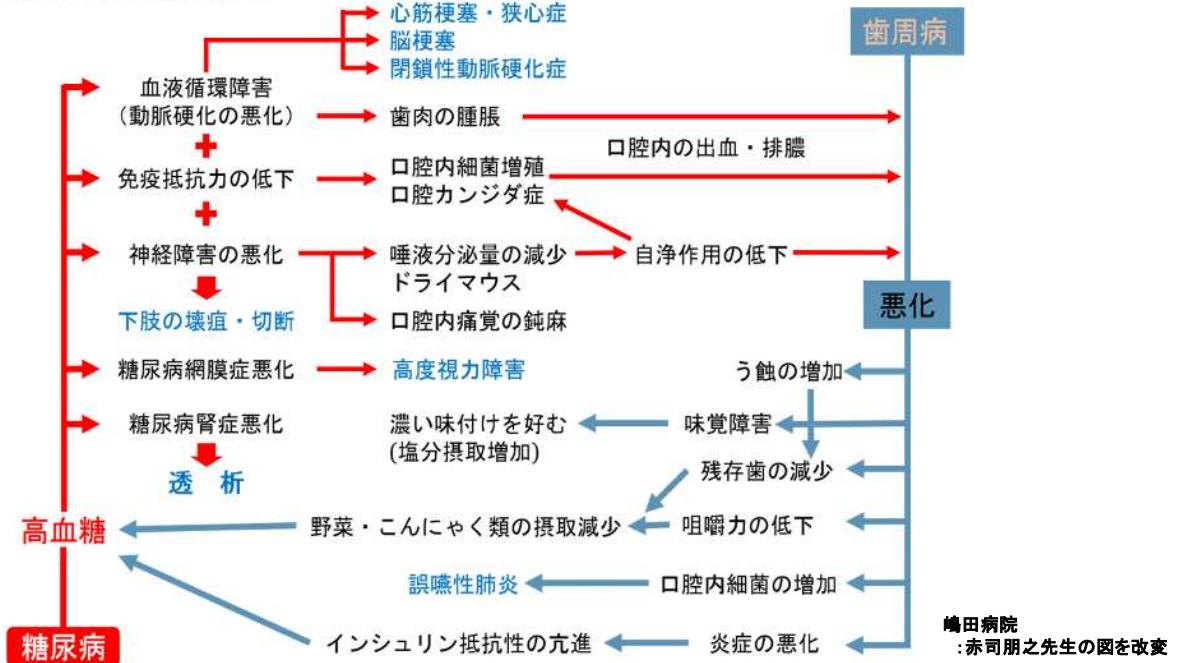 心筋梗塞・狭心症
脳梗塞
閉鎖性動脈硬化症
歯周病
血液循環障害
（動脈硬化の悪化）
歯肉の腫脹
口腔内の出血・排膿
免疫抵抗力の低下
口腔内細菌増殖
口腔カンジダ症
神経障害の悪化
唾液分泌量の減少
ドライマウス
自浄作用の低下
悪化
下肢の壊疽・切断
口腔内痛覚の鈍麻
糖尿病網膜症悪化
高度視力障害
う蝕の増加
糖尿病腎症悪化
濃い味付けを好む
(塩分摂取増加)
味覚障害
残存歯の減少
透 析
高血糖
野菜・こんにゃく類の摂取減少
咀嚼力の低下
誤嚥性肺炎
口腔内細菌の増加
糖尿病
インシュリン抵抗性の亢進
炎症の悪化
嶋田病院
:赤司朋之先生の図を改変